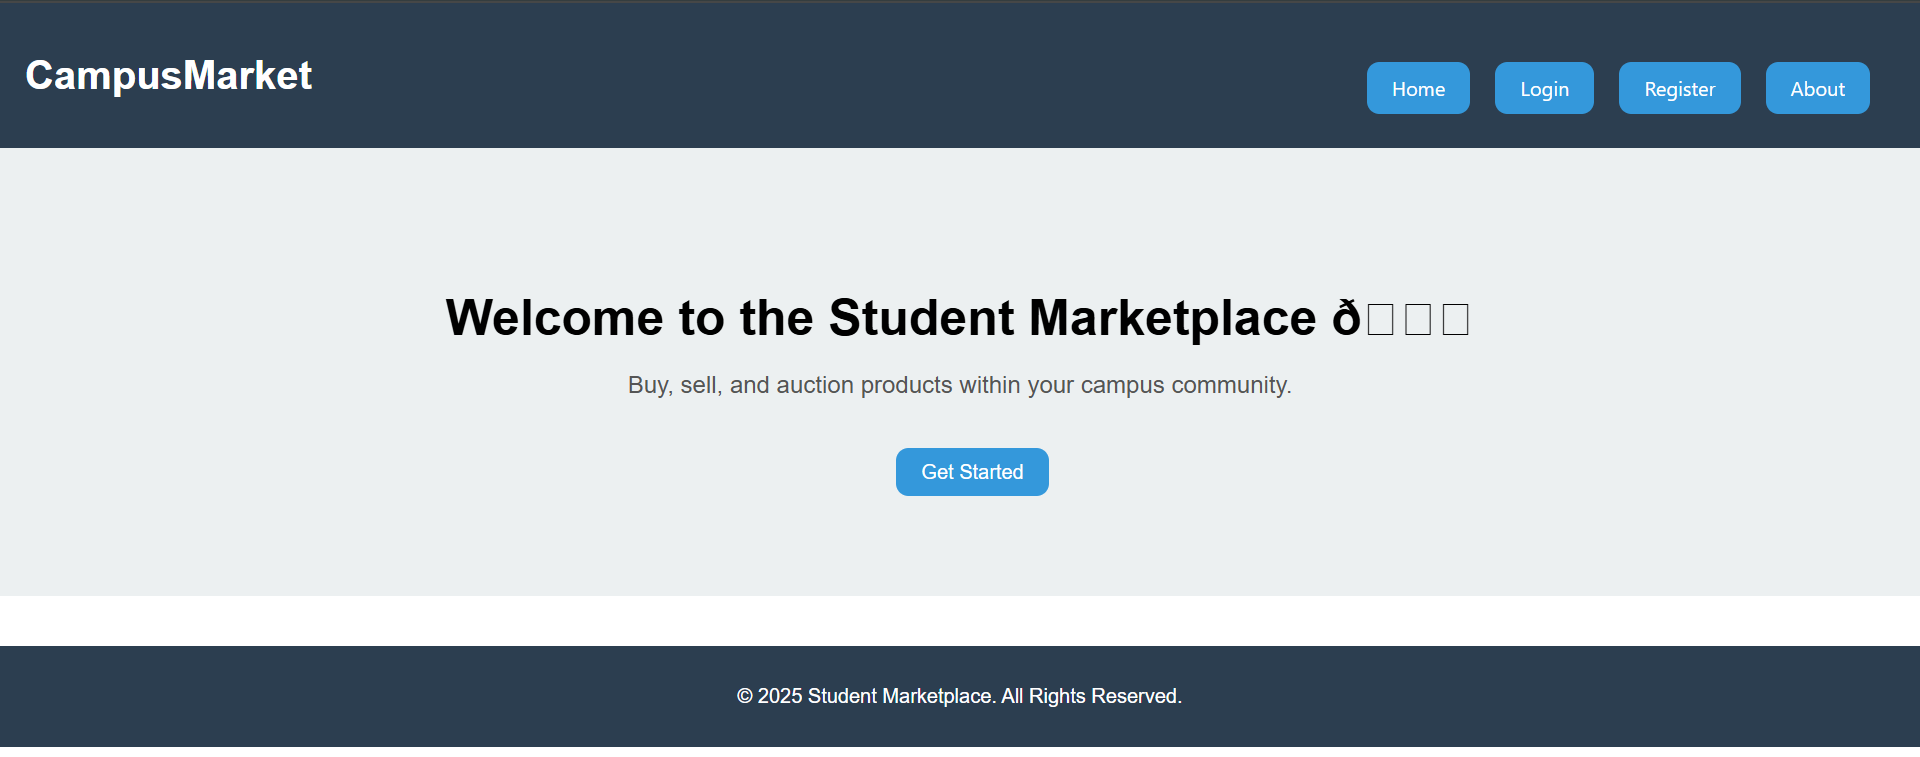 CampusMarket
Home
Login
Register
About
Welcome to the Student Marketplace ð□□□
Buy, sell, and auction products within your campus community.
Get Started
© 2025 Student Marketplace. All Rights Reserved.